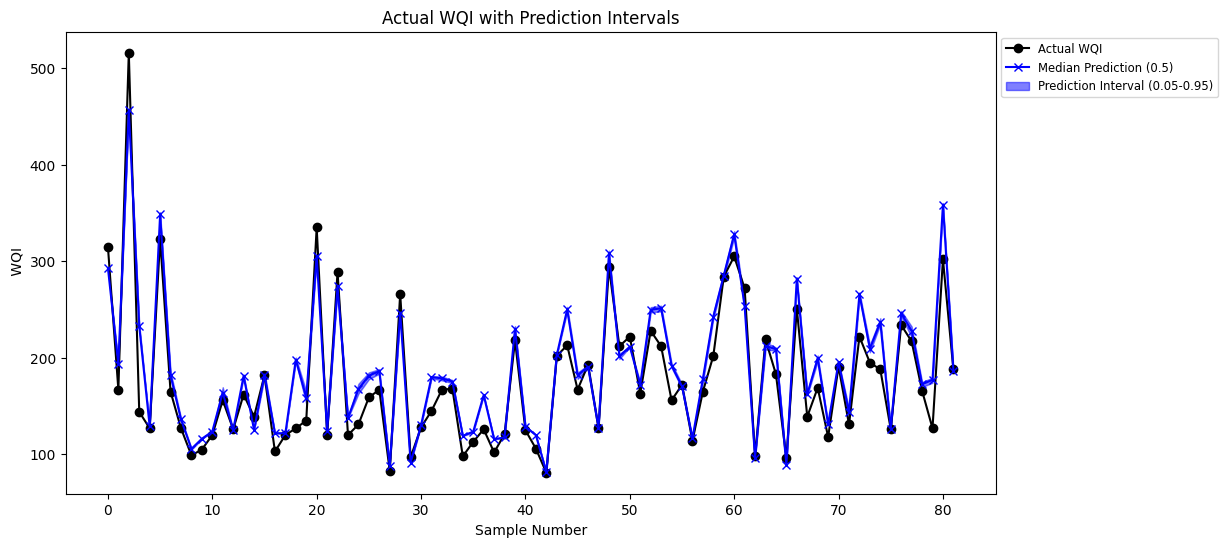 Actual WQI with Prediction Intervals
Actual WQI
Median Prediction (0.5)
Prediction Interval (0.05-0.95)
WQI
500
400
300
200
100
0 10 20 30 40 50 60 70 80
Sample Number